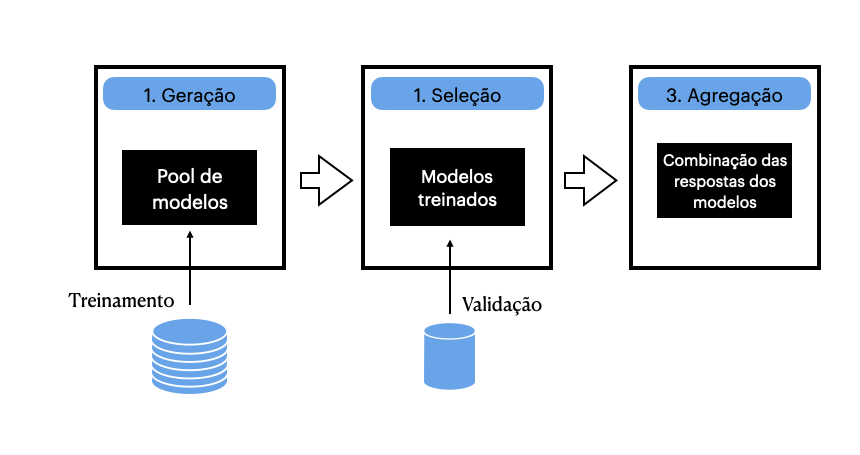 1. Geração
Pool de
modelos
Treinamento
1. Seleção
Modelos
treinados
Validação
3. Agregação
Combinação das
respostas dos
modelos